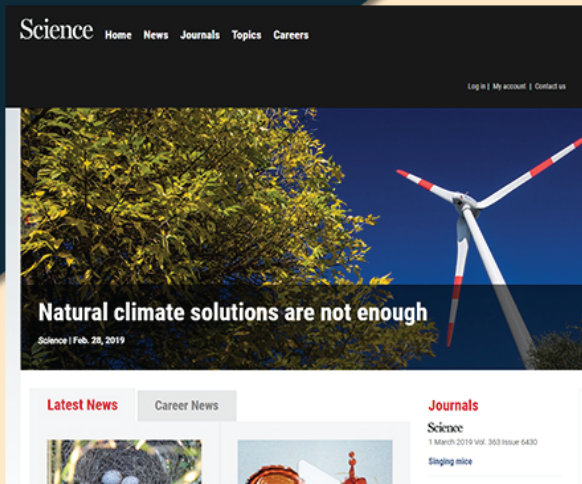 Science Home News Journals Topics Careers
Log in | My account | Contact us
Natural climate solutions are not enough
Science | Feb. 28, 2019
Latest News Career News
Journals
Science
1 March 2019 Vol. 363 Issue 6430
Singing mice